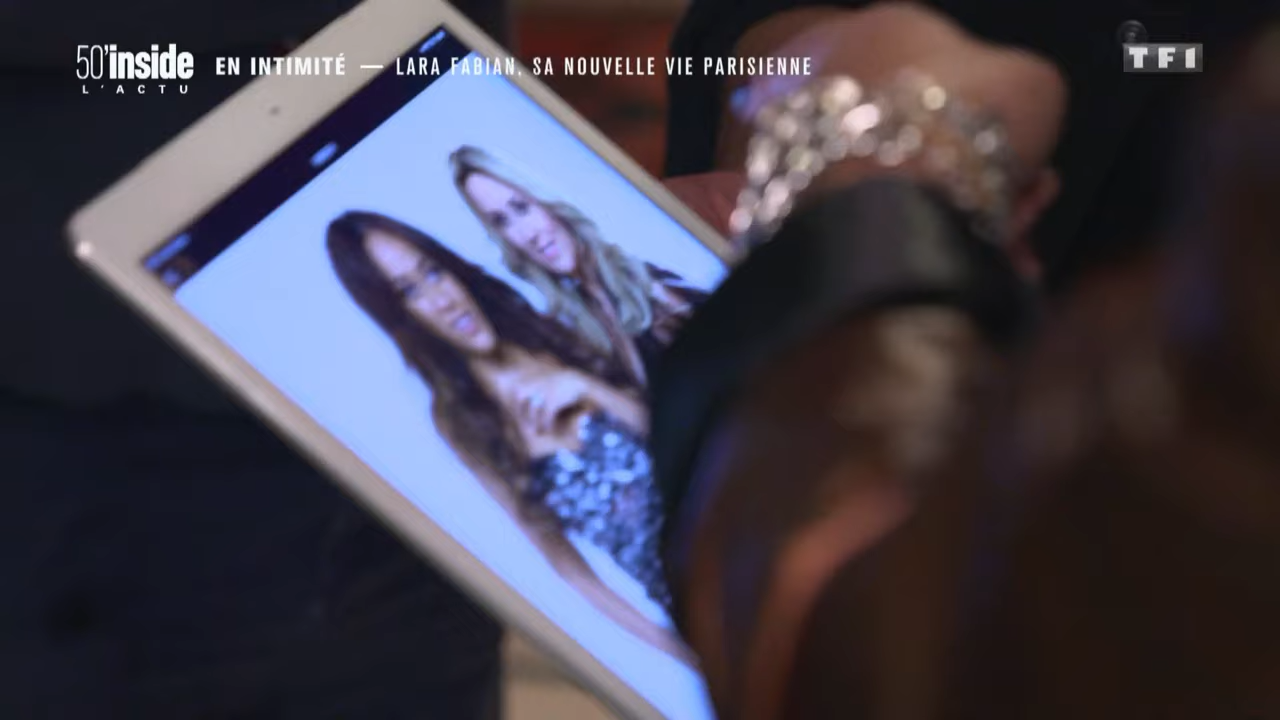 50'inside
L'ACTU
EN INTIMITÉ — LARA FABIAN, SA NOUVELLE VIE PARISIENNE
TF1